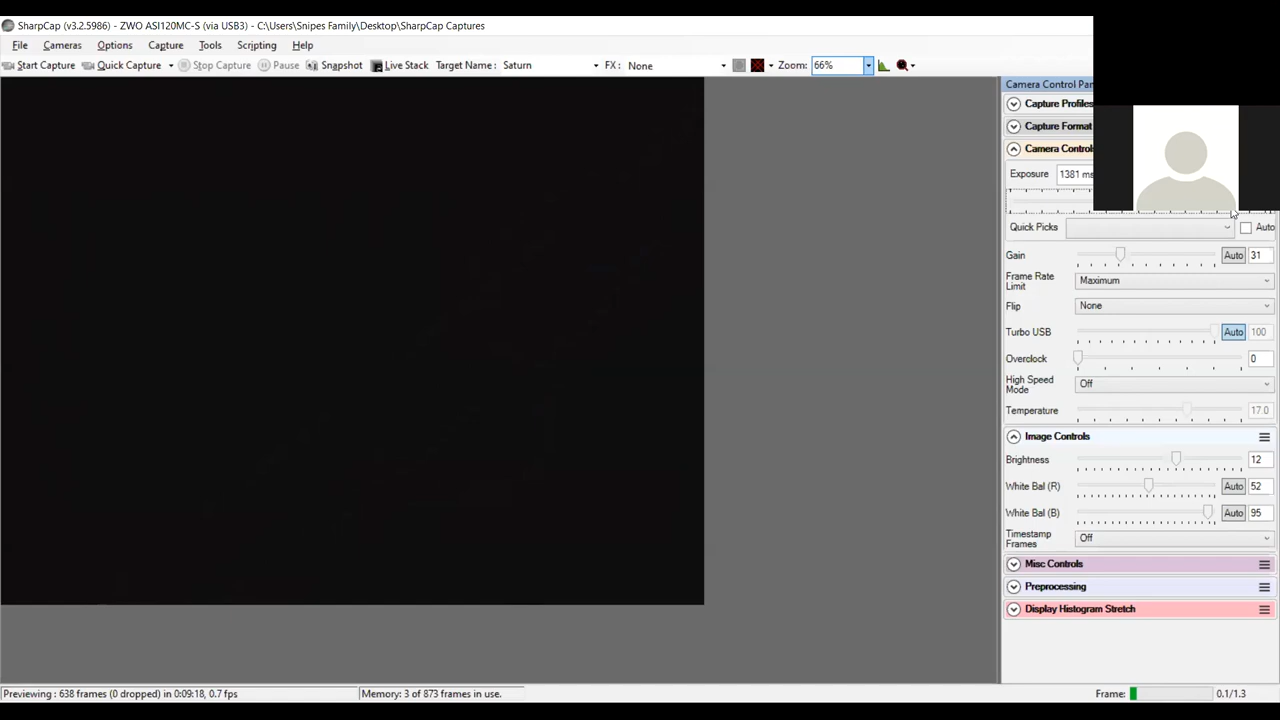 SharpCap (v3.2.5986) - ZWO ASI120MC-S (via USB3) - C:\Users\Snipes Family\Desktop\SharpCap Captures
File Cameras Options Capture Tools Scripting Help
Start Capture Quick Capture Stop Capture Pause Snapshot Live Stack Target Name : Saturn FX : None Zoom: 66%
Camera Control Pan
Capture Profiles
Capture Format
Camera Controls
Exposure 1381 ms
Quick Picks Auto
Gain Auto 31
Frame Rate Limit Maximum
Flip None
Turbo USB Auto 100
Overclock 0
High Speed Mode Off
Temperature 17.0
Image Controls
Brightness 12
White Bal (R) Auto 52
White Bal (B) Auto 95
Timestamp Frames Off
Misc Controls
Preprocessing
Display Histogram Stretch
Previewing : 638 frames (0 dropped) in 0:09:18, 0.7 fps Memory: 3 of 873 frames in use. Frame: 0.1/1.3